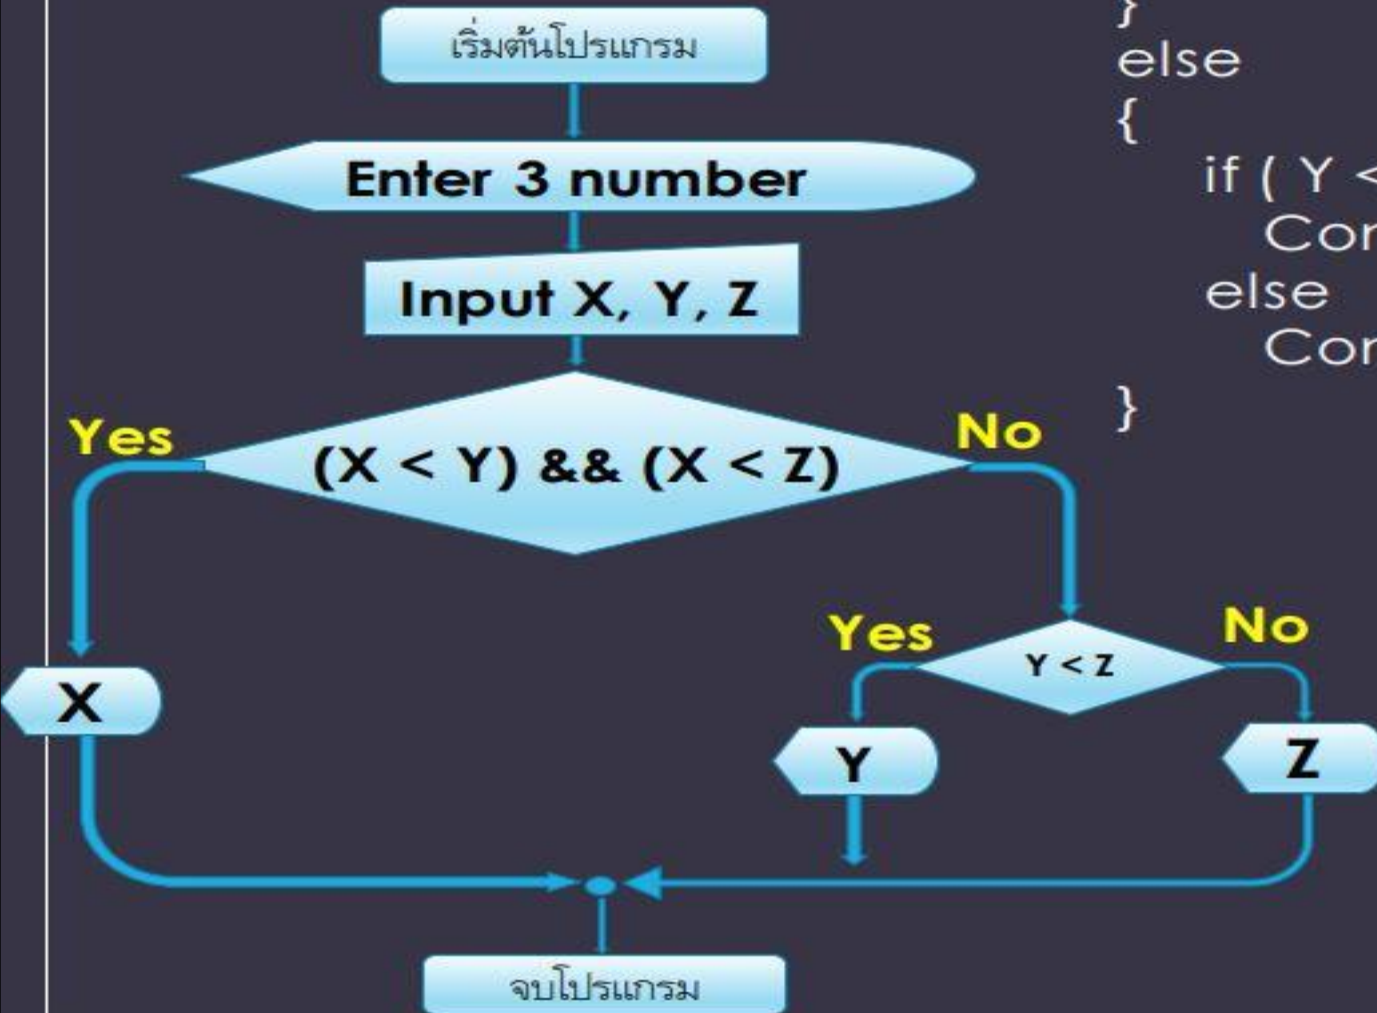 เริ่มต้นโปรแกรม
Enter 3 number
Input X, Y, Z
(X < Y) && (X < Z)
Yes
No
X
Y < Z
Yes
No
Y
Z
จบโปรแกรม
}
else
{
if ( Y <
else
}